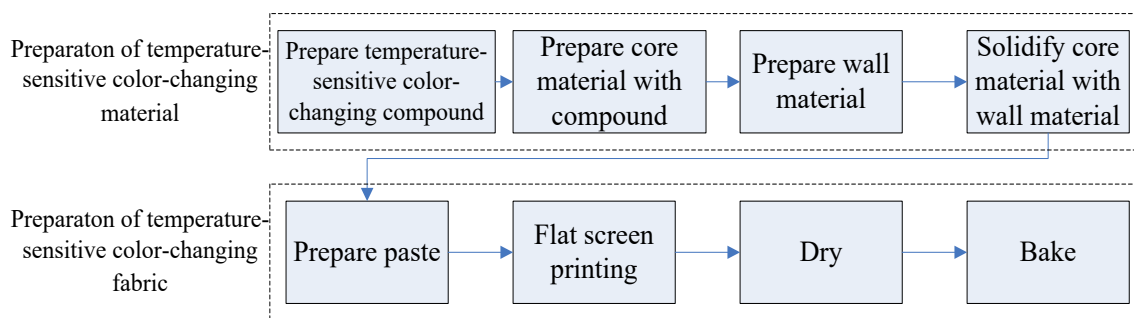 Preparaton of temperature-
sensitive color-changing
material
Prepare temperature-
sensitive color-
changing compound
Prepare core
material with
compound
Prepare wall
material
Solidify core
material with
wall material
Preparaton of temperature-
sensitive color-changing
fabric
Prepare paste
Flat screen
printing
Dry
Bake